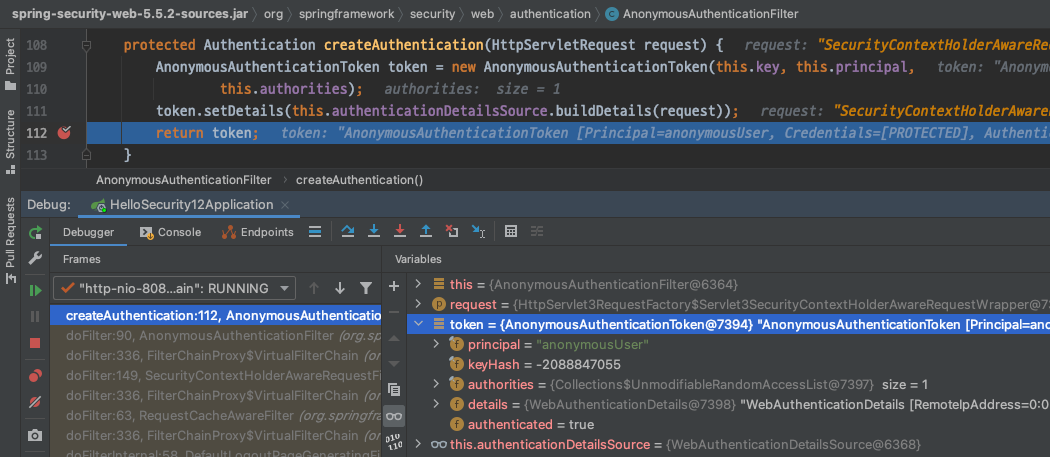 spring-security-web-5.5.2-sources.jar › org › springframework › security › web › authentication › AnonymousAuthenticationFilter
Project
Structure
Pull Requests
108 protected Authentication createAuthentication(HttpServletRequest request) { request: "SecurityContextHolderAwareRe
109 AnonymousAuthenticationToken token = new AnonymousAuthenticationToken(this.key, this.principal, token: "Anonym
110 this.authorities); authorities: size = 1
111 token.setDetails(this.authenticationDetailsSource.buildDetails(request)); request: "SecurityContextHolderAware
112 return token; token: "AnonymousAuthenticationToken [Principal=anonymousUser, Credentials=[PROTECTED], Authenti
113 }
AnonymousAuthenticationFilter › createAuthentication()
Debug: HelloSecurity12Application ×
Debugger Console Endpoints
Frames
"http-nio-808...ain": RUNNING
createAuthentication:112, AnonymousAuthentication
doFilter:90, AnonymousAuthenticationFilter (org.sp
doFilter:336, FilterChainProxy$VirtualFilterChain (or
doFilter:149, SecurityContextHolderAwareRequestF
doFilter:336, FilterChainProxy$VirtualFilterChain (or
doFilter:63, RequestCacheAwareFilter (org.springfra
doFilter:336, FilterChainProxy$VirtualFilterChain (or
doFilterInternal:58, DefaultLogoutPageGeneratingFi
Variables
this = {AnonymousAuthenticationFilter@6364}
p request = {HttpServlet3RequestFactory$Servlet3SecurityContextHolderAwareRequestWrapper@73
token = {AnonymousAuthenticationToken@7394} "AnonymousAuthenticationToken [Principal=ano
f principal = "anonymousUser"
f keyHash = -2088847055
f authorities = {Collections$UnmodifiableRandomAccessList@7397} size = 1
f details = {WebAuthenticationDetails@7398} "WebAuthenticationDetails [RemoteIpAddress=0:0
f authenticated = true
this.authenticationDetailsSource = {WebAuthenticationDetailsSource@6368}